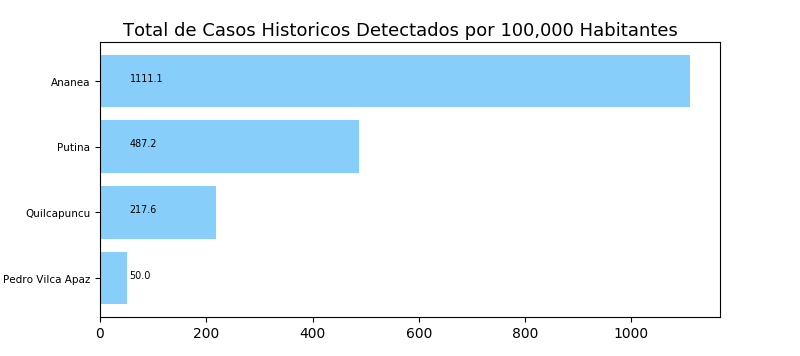 Total de Casos Historicos Detectados por 100,000 Habitantes
Ananea
1111.1
Putina
487.2
Quilcapuncu
217.6
Pedro Vilca Apaz
50.0
0 200 400 600 800 1000